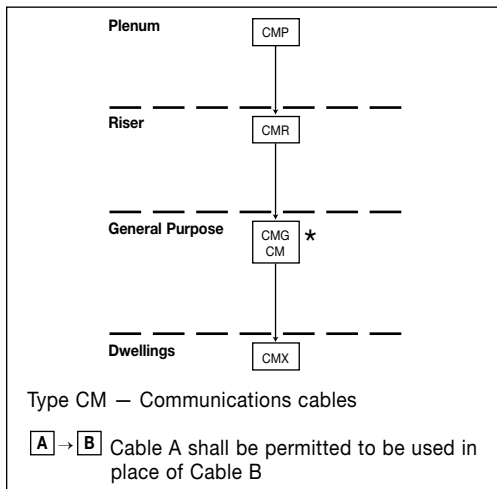 Plenum
CMP
Riser
CMR
General Purpose
CMG *
CM
Dwellings
CMX
Type CM — Communications cables
A → B Cable A shall be permitted to be used in
place of Cable B